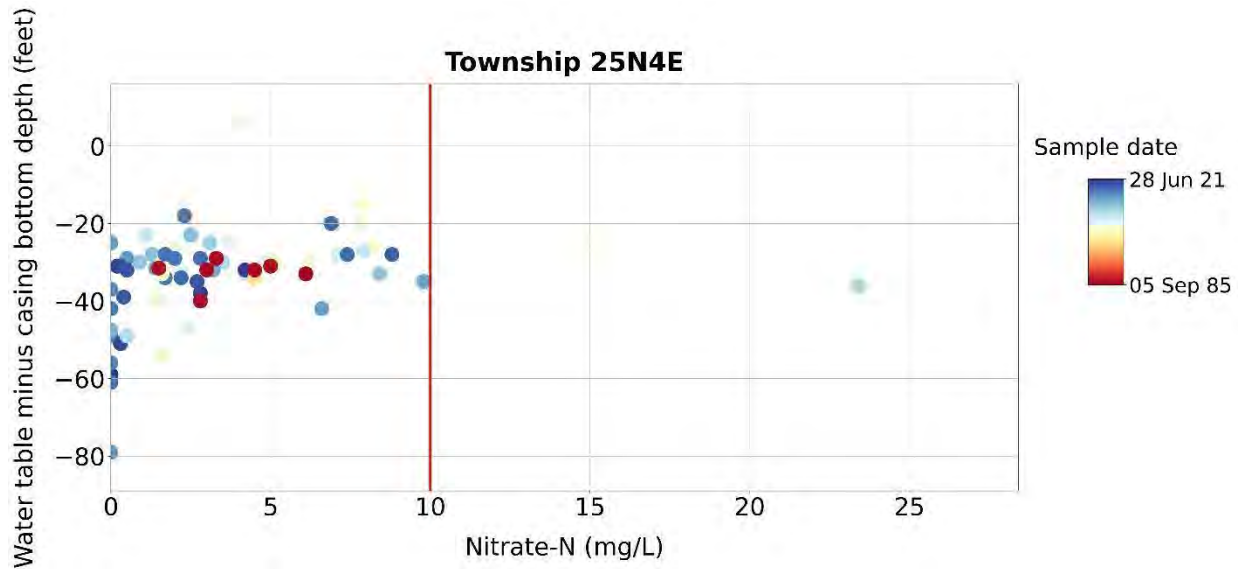 Township 25N4E
Water table minus casing bottom depth (feet)
0
−20
−40
−60
−80
0 5 10 15 20 25
Nitrate-N (mg/L)
Sample date
28 Jun 21
05 Sep 85